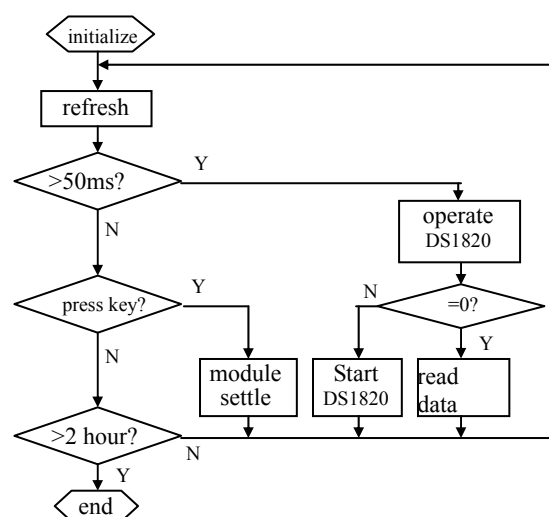 initialize
refresh
>50ms?
Y
N
operate
DS1820
press key?
Y
N
=0?
N
Y
module
settle
Start
DS1820
read
data
>2 hour?
N
Y
end